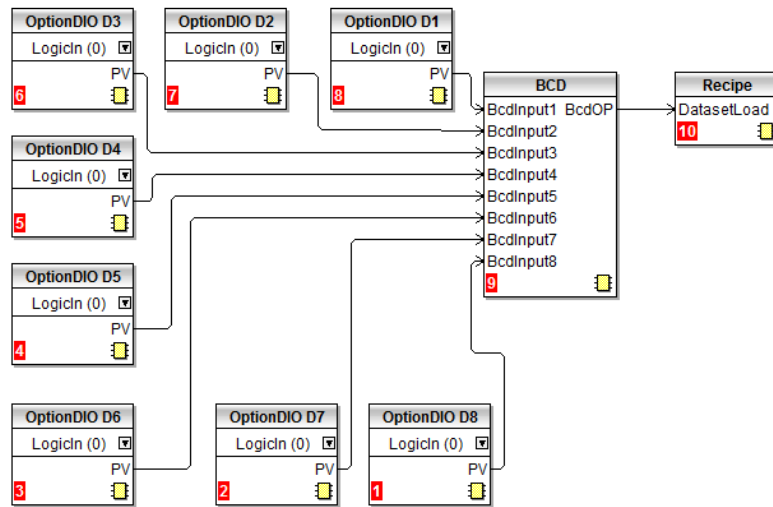 OptionDIO D3
LogicIn (0)
PV
6
OptionDIO D2
LogicIn (0)
PV
7
OptionDIO D1
LogicIn (0)
PV
8
BCD
BcdInput1 BcdOP
BcdInput2
BcdInput3
BcdInput4
BcdInput5
BcdInput6
BcdInput7
BcdInput8
9
Recipe
DatasetLoad
10
OptionDIO D4
LogicIn (0)
PV
5
OptionDIO D5
LogicIn (0)
PV
4
OptionDIO D6
LogicIn (0)
PV
3
OptionDIO D7
LogicIn (0)
PV
2
OptionDIO D8
LogicIn (0)
PV
1